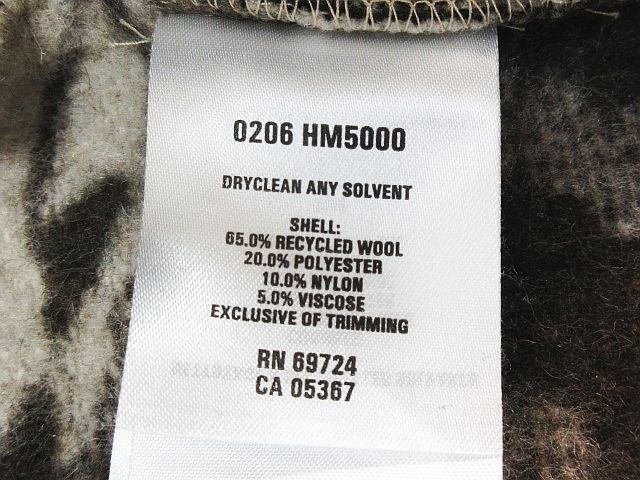 0206 HM5000
DRYCLEAN ANY SOLVENT
SHELL:
65.0% RECYCLED WOOL
20.0% POLYESTER
10.0% NYLON
5.0% VISCOSE
EXCLUSIVE OF TRIMMING
RN 69724
CA 05367